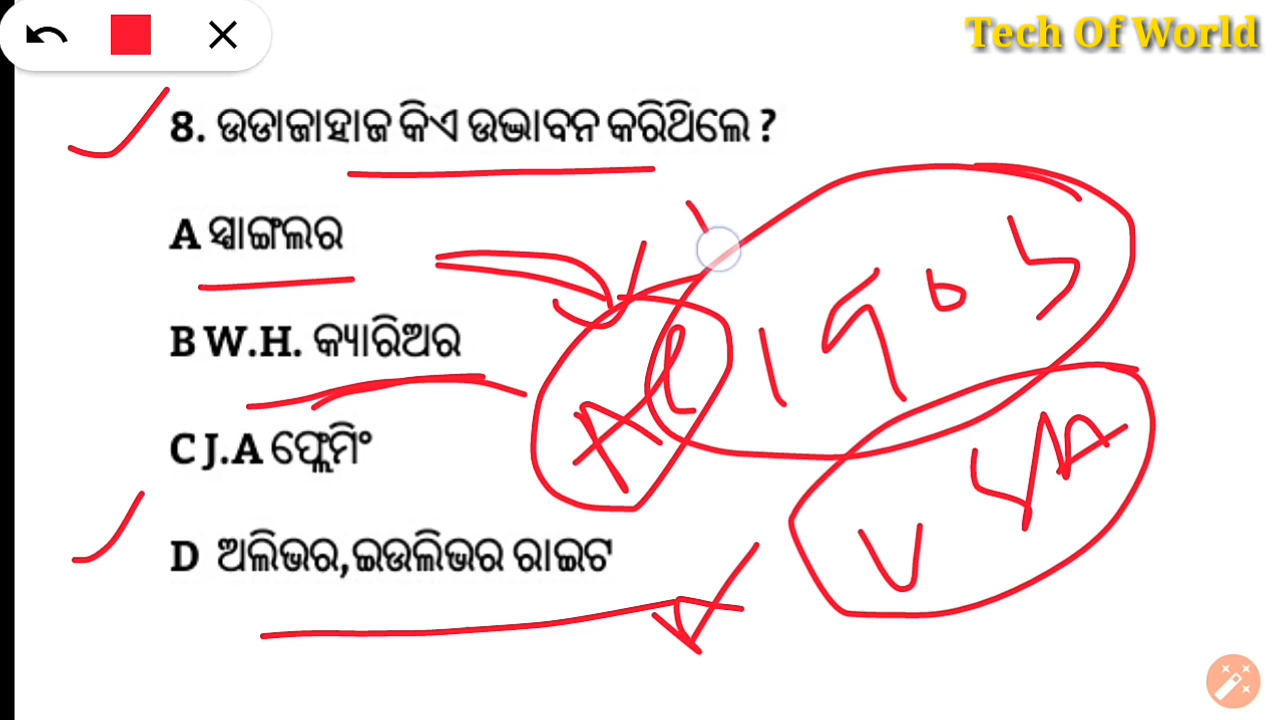 Tech Of World
8. ଉଡାଜାହାଜ କିଏ ଉଦ୍ଭାବନ କରିଥିଲେ ?
A ସ୍ପାଙ୍ଗଲର
B W.H. କ୍ୟାରିଅର
1903
C J.A ଫ୍ଲେମିଂ
USA
D ଅଲିଭର,ଇଉଲିଭର ରାଇଟ